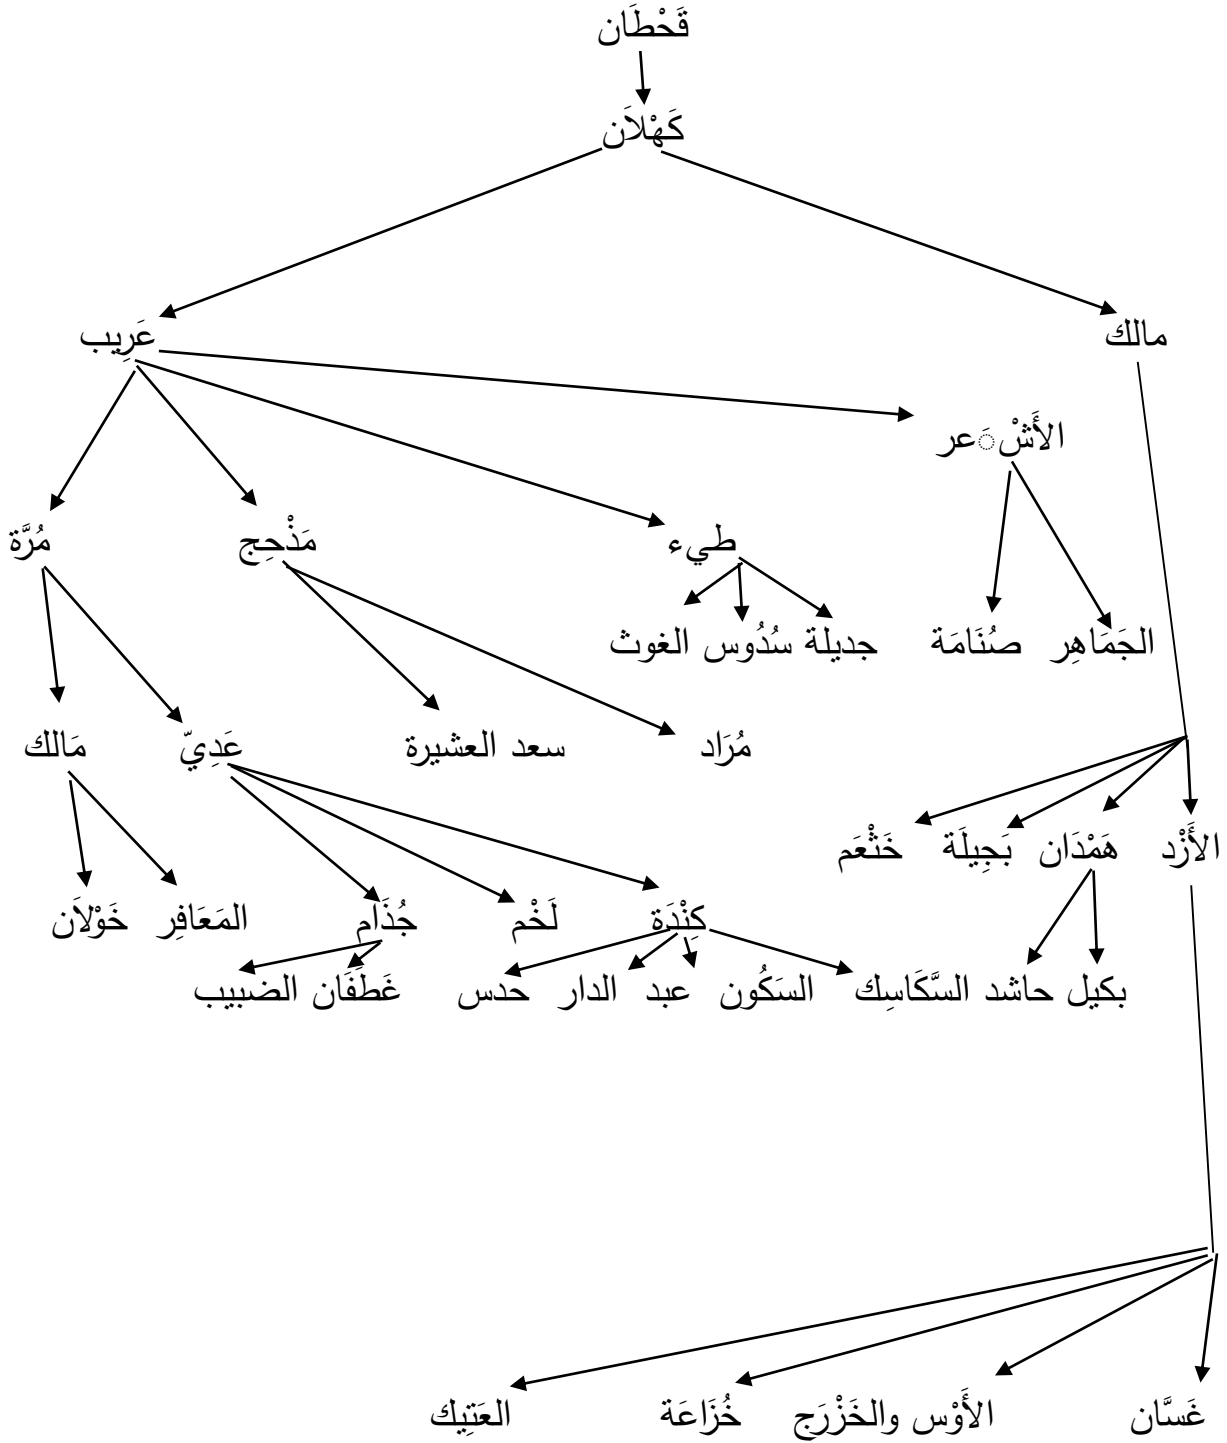 قَحْطَان
كَهْلاَن
مالك عَرِيب
الأَشْ َعر
مُرَّة مَذْحِج طيء
الجَمَاهِر صُنَامَة جديلة سُدُوس الغوث
مُرَاد سعد العشيرة عَدِيّ مَالك
الأَزْد هَمْدَان بَجِيلَة خَثْعَم
كِنْدَة لَخْم جُذَام المَعَافِر خَوْلاَن
بكيل حاشد السَّكَاسِك السَكُون عبد الدار حدس غَطَفَان الضبيب
غَسَّان الأَوْس والخَزْرَج خُزَاعَة العَتِيك